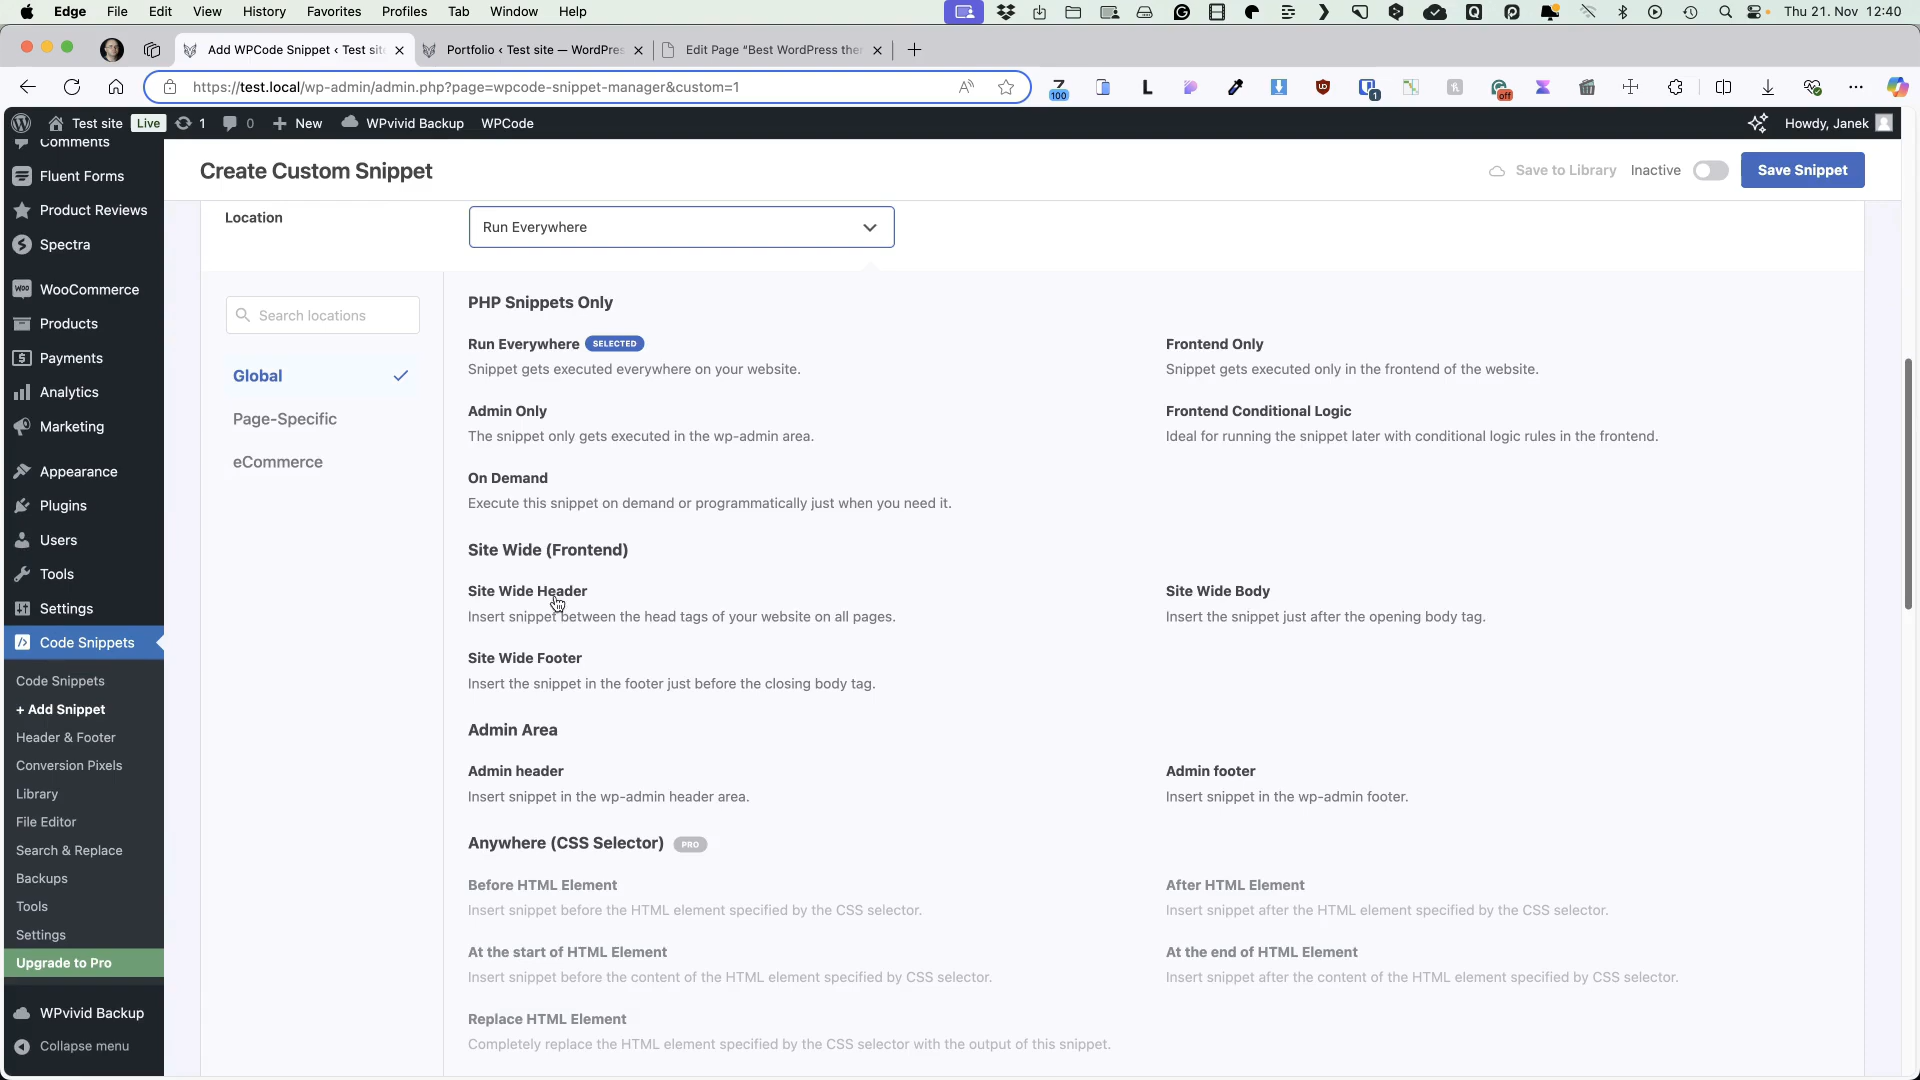 Edge File Edit View History Favorites Profiles Tab Window Help Thu 21. Nov 12:40
Add WPCode Snippet ‹ Test site Portfolio ‹ Test site — WordPres Edit Page “Best WordPress ther
https://test.local/wp-admin/admin.php?page=wpcode-snippet-manager&custom=1
Test site Live 1 0 New WPvivid Backup WPCode Howdy, Janek
Comments
Fluent Forms
Product Reviews
Spectra
WooCommerce
Products
Payments
Analytics
Marketing
Appearance
Plugins
Users
Tools
Settings
Code Snippets
Code Snippets
+ Add Snippet
Header & Footer
Conversion Pixels
Library
File Editor
Search & Replace
Backups
Tools
Settings
Upgrade to Pro
WPvivid Backup
Collapse menu
Create Custom Snippet Save to Library Inactive Save Snippet
Location Run Everywhere
Search locations
Global
Page-Specific
eCommerce
PHP Snippets Only
Run Everywhere SELECTED
Snippet gets executed everywhere on your website.
Frontend Only
Snippet gets executed only in the frontend of the website.
Admin Only
The snippet only gets executed in the wp-admin area.
Frontend Conditional Logic
Ideal for running the snippet later with conditional logic rules in the frontend.
On Demand
Execute this snippet on demand or programmatically just when you need it.
Site Wide (Frontend)
Site Wide Header
Insert snippet between the head tags of your website on all pages.
Site Wide Body
Insert the snippet just after the opening body tag.
Site Wide Footer
Insert the snippet in the footer just before the closing body tag.
Admin Area
Admin header
Insert snippet in the wp-admin header area.
Admin footer
Insert snippet in the wp-admin footer.
Anywhere (CSS Selector) PRO
Before HTML Element
Insert snippet before the HTML element specified by the CSS selector.
After HTML Element
Insert snippet after the HTML element specified by the CSS selector.
At the start of HTML Element
Insert snippet before the content of the HTML element specified by CSS selector.
At the end of HTML Element
Insert snippet after the content of the HTML element specified by CSS selector.
Replace HTML Element
Completely replace the HTML element specified by the CSS selector with the output of this snippet.